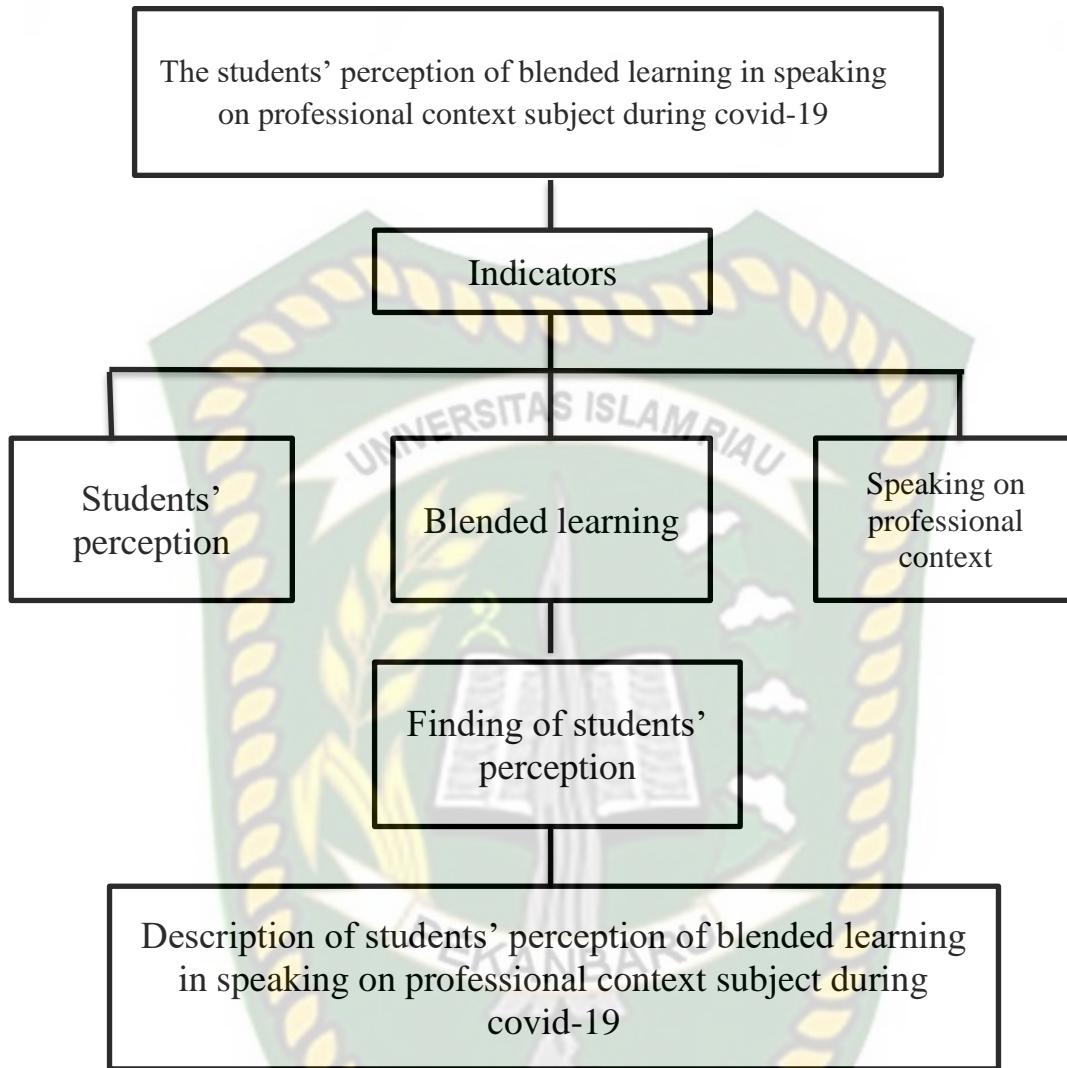 The students’ perception of blended learning in speaking
on professional context subject during covid-19
Indicators
UNIVERSITAS ISLAM RIAU
Students’
perception
Blended learning
Speaking on
professional
context
Finding of students’
perception
Description of students’ perception of blended learning
in speaking on professional context subject during
covid-19
PEKANBARU